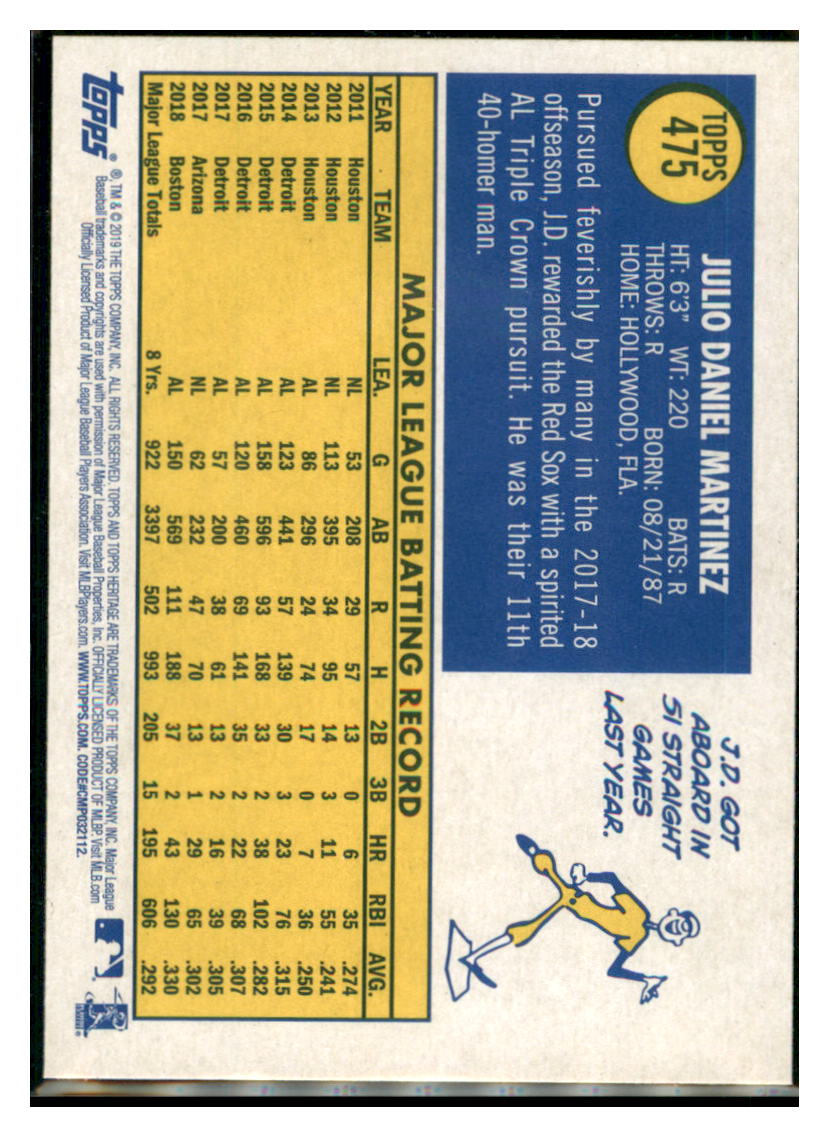 TOPPS
475
JULIO DANIEL MARTINEZ
HT: 6'3" WT: 220 BATS: R
THROWS: R BORN: 08/21/87
HOME: HOLLYWOOD, FLA.
Pursued feverishly by many in the 2017-18
offseason, J.D. rewarded the Red Sox with a spirited
AL Triple Crown pursuit. He was their 11th
40-homer man.
J.D. GOT
ABOARD IN
51 STRAIGHT
GAMES
LAST YEAR.
MAJOR LEAGUE BATTING RECORD
YEAR TEAM LEA. G AB R H 2B 3B HR RBI AVG.
2011 Houston NL 53 208 29 57 13 0 6 35 .274
2012 Houston NL 113 395 34 95 14 3 11 55 .241
2013 Houston AL 86 296 24 74 17 0 7 36 .250
2014 Detroit AL 123 441 57 139 30 3 23 76 .315
2015 Detroit AL 158 596 93 168 33 2 38 102 .282
2016 Detroit AL 120 460 69 141 35 2 22 68 .307
2017 Detroit AL 57 200 38 61 13 2 16 39 .305
2017 Arizona NL 62 232 47 70 13 1 29 65 .302
2018 Boston AL 150 569 111 188 37 2 43 130 .330
Major League Totals 8 Yrs. 922 3397 502 993 205 15 195 606 .292
topps®
®, TM & © 2019 THE TOPPS COMPANY, INC. ALL RIGHTS RESERVED. TOPPS AND TOPPS HERITAGE ARE TRADEMARKS OF THE TOPPS COMPANY, INC. Major League
Baseball trademarks and copyrights are used with permission of Major League Baseball Properties, Inc. OFFICIALLY LICENSED PRODUCT OF MLBP. Visit MLB.com
Officially Licensed Product of Major League Baseball Players Association. Visit MLBPlayers.com. WWW.TOPPS.COM. CODE#CMP032112.